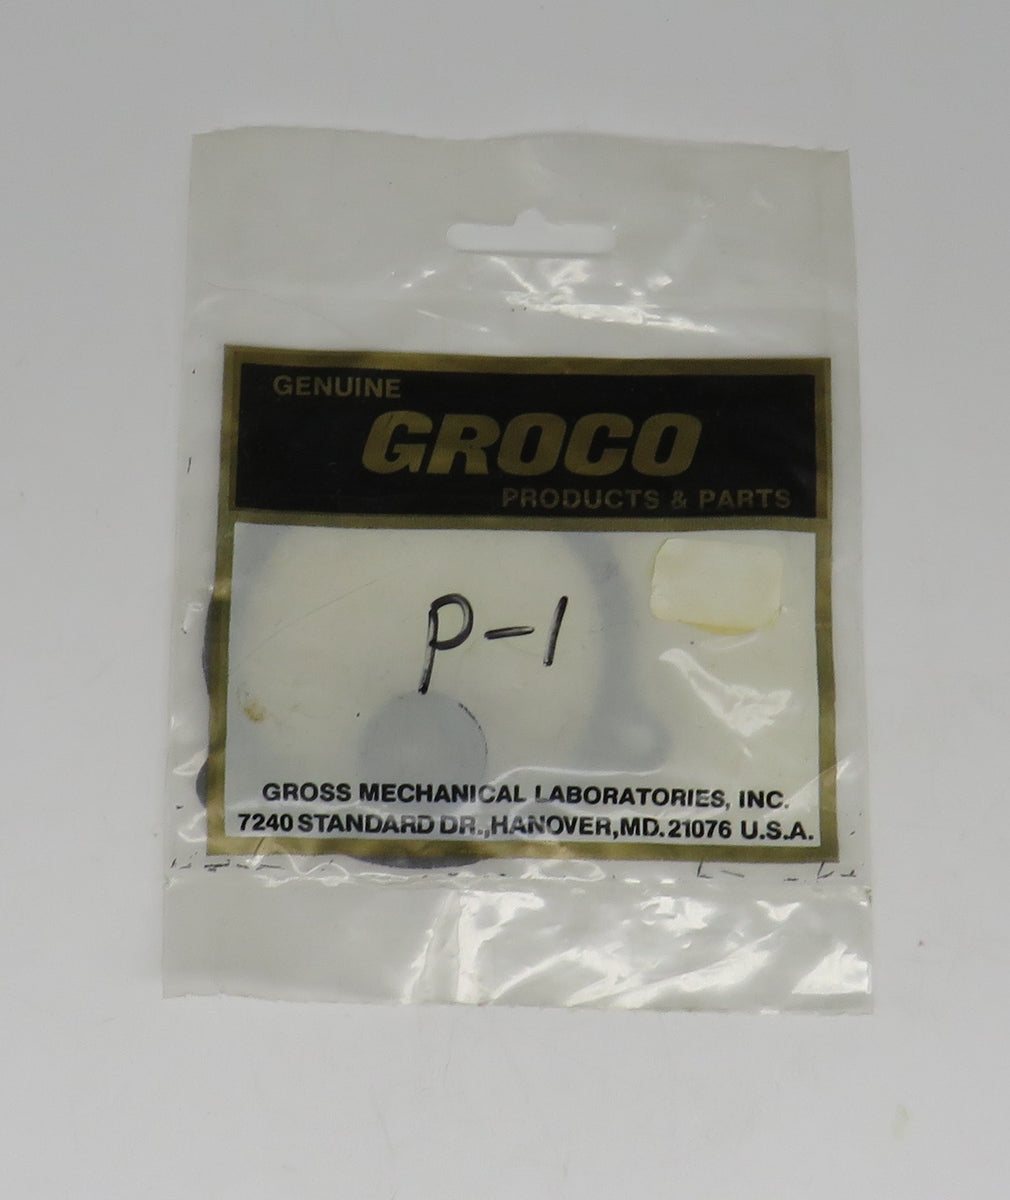 GENUINE
GROCO
PRODUCTS & PARTS
P-1
GROSS MECHANICAL LABORATORIES, INC.
7240 STANDARD DR., HANOVER, MD. 21076 U.S.A.